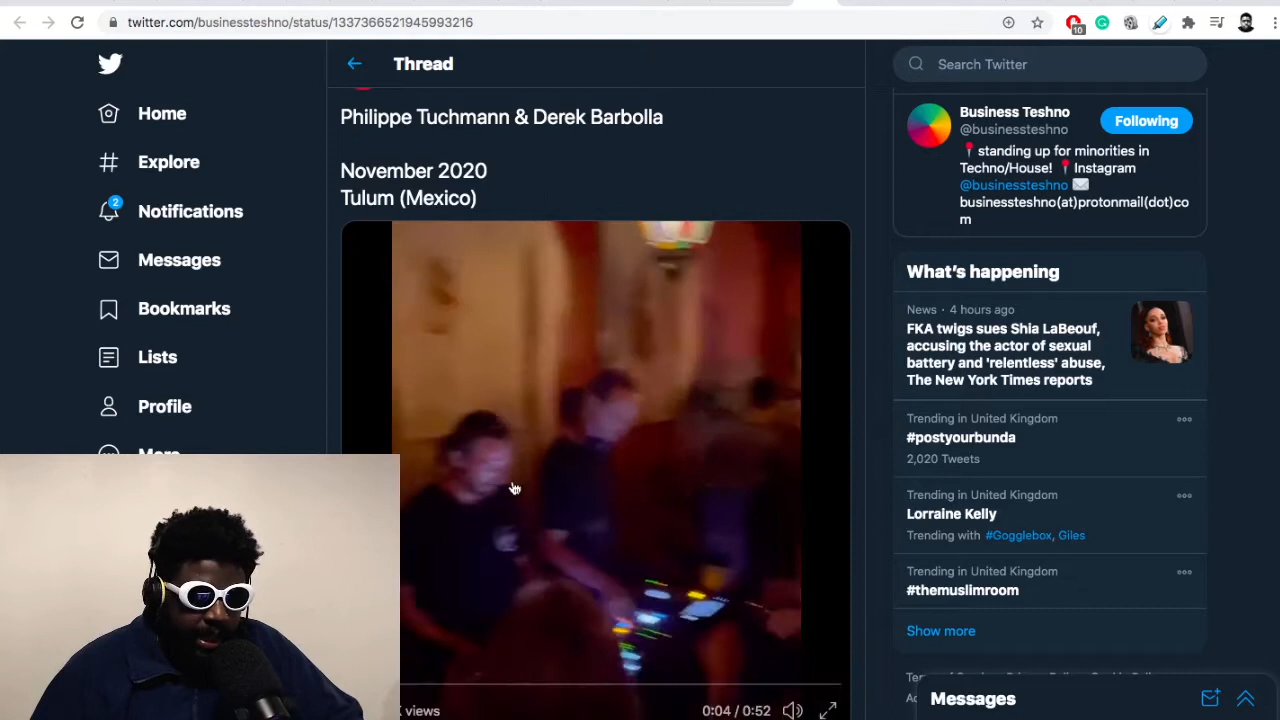 twitter.com/businessteshno/status/1337366521945993216
10
Home
Explore
Notifications
2
Messages
Bookmarks
Lists
Profile
More
Thread
Philippe Tuchmann & Derek Barbolla
November 2020
Tulum (Mexico)
views
0:04 / 0:52
Search Twitter
Business Teshno
@businessteshno
Following
📍standing up for minorities in
Techno/House! 📍Instagram
@businessteshno ✉️
businessteshno(at)protonmail(dot)co
m
What's happening
News · 4 hours ago
FKA twigs sues Shia LaBeouf,
accusing the actor of sexual
battery and 'relentless' abuse,
The New York Times reports
Trending in United Kingdom
#postyourbunda
2,020 Tweets
Trending in United Kingdom
Lorraine Kelly
Trending with #Gogglebox, Giles
Trending in United Kingdom
#themuslimroom
Show more
Messages